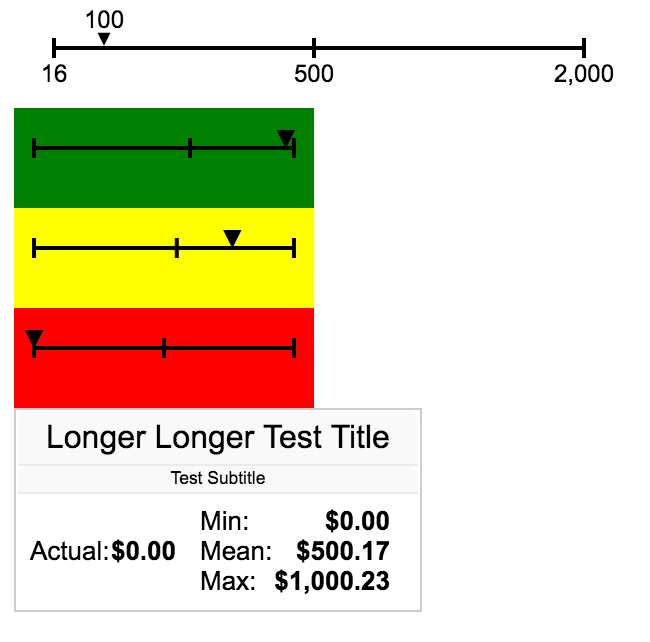 100
16 500 2,000
Longer Longer Test Title
Test Subtitle
Min: $0.00
Actual: $0.00 Mean: $500.17
Max: $1,000.23